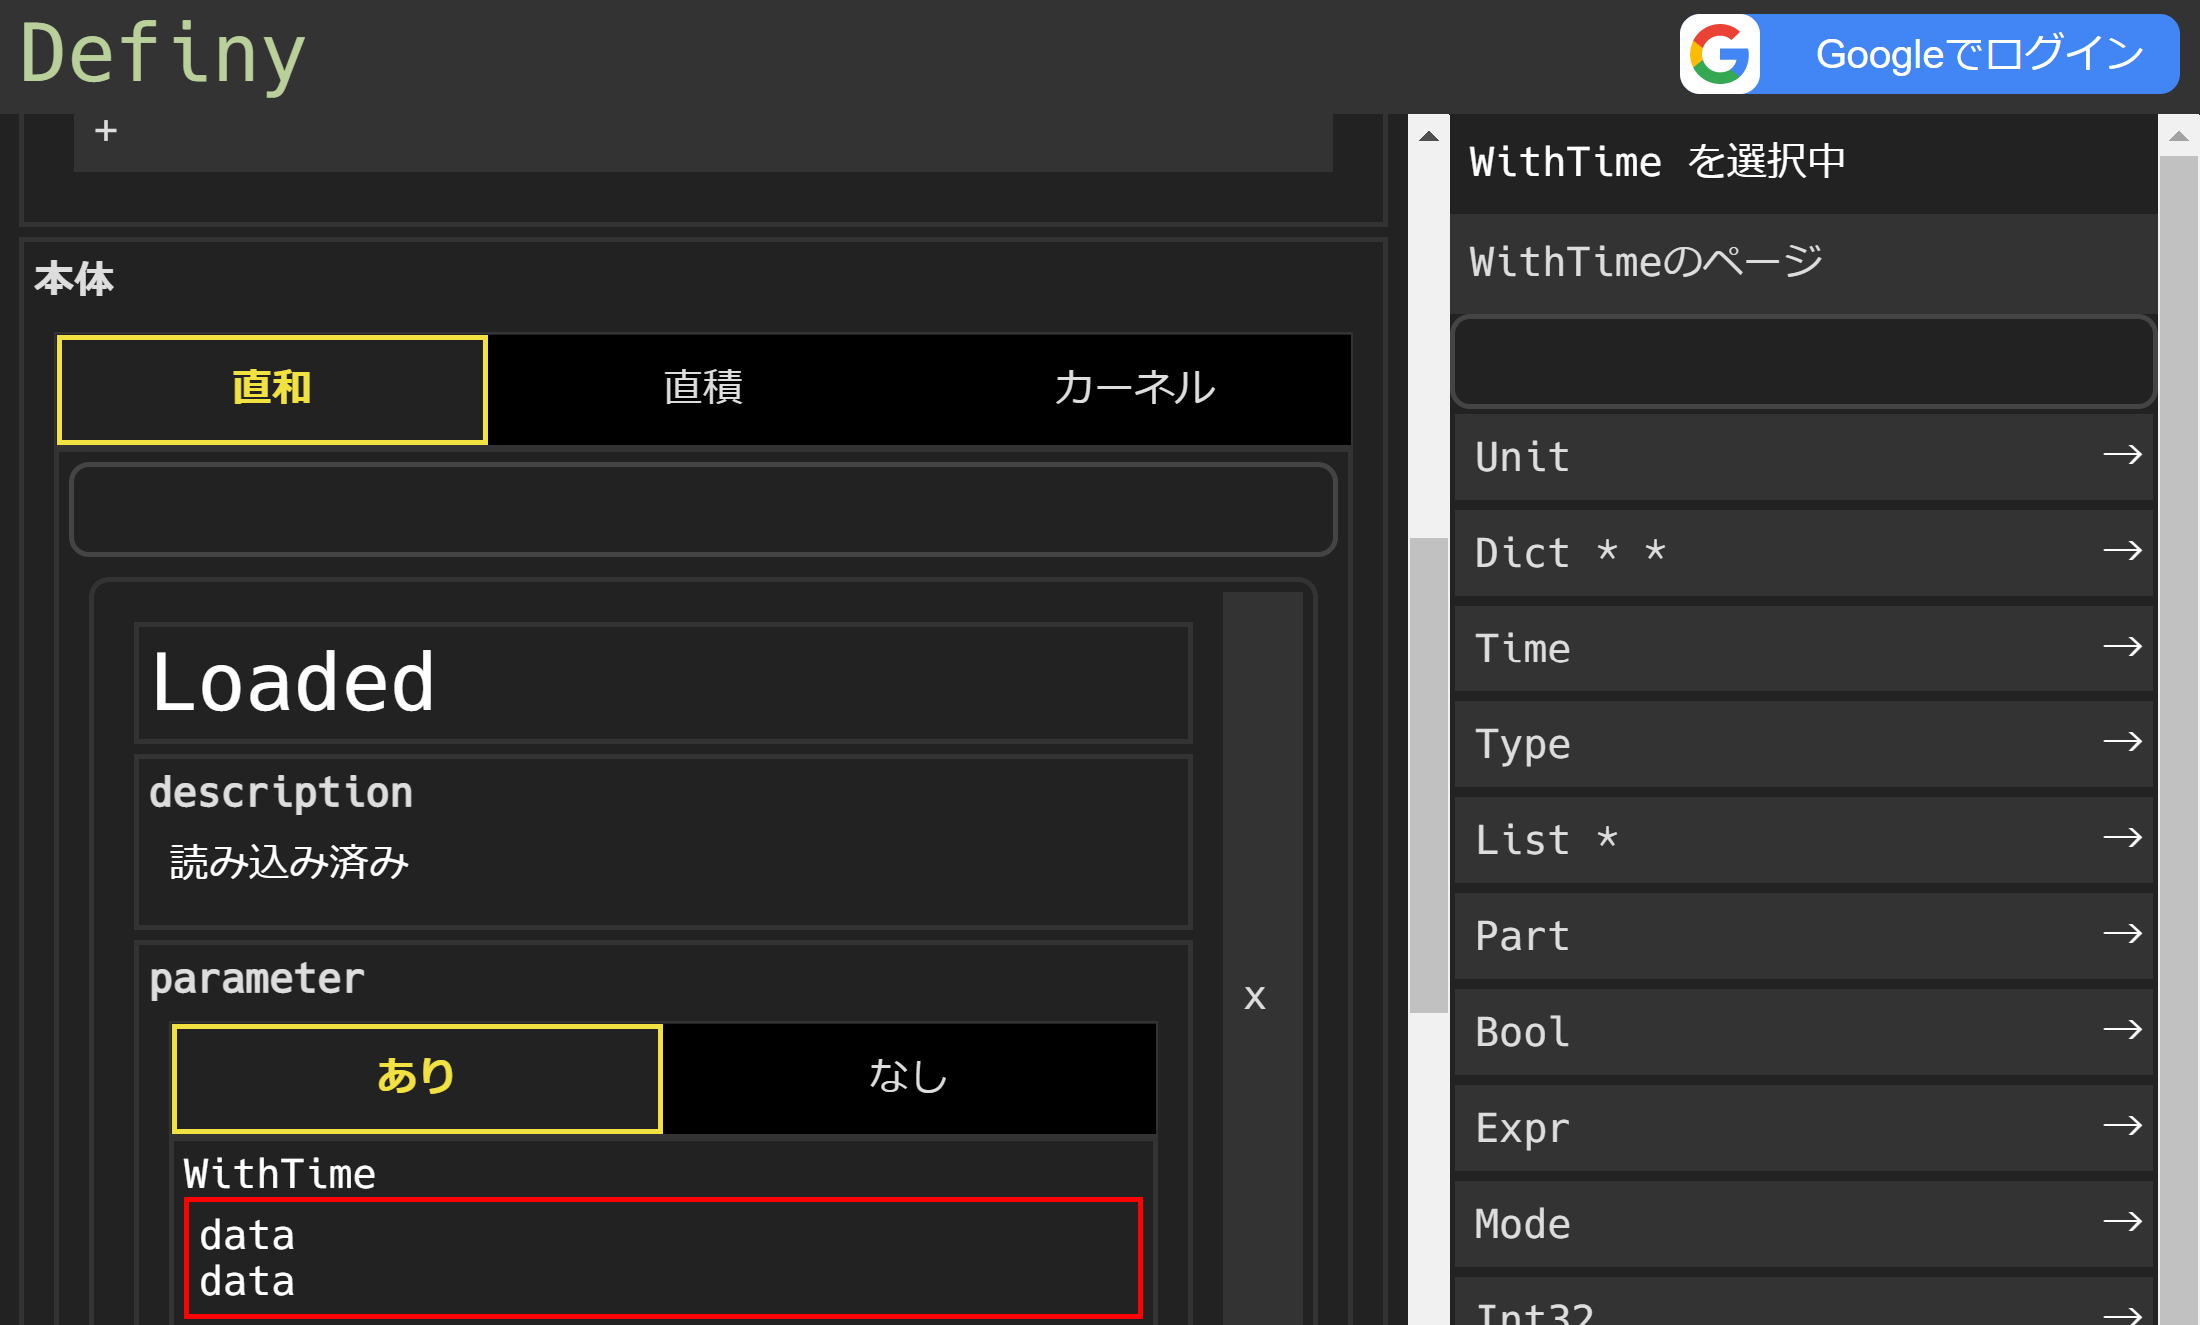 Definy
Googleでログイン
+
本体
直和
直積
カーネル
Loaded
description
読み込み済み
parameter
あり
なし
WithTime
data
data
x
WithTime を選択中
WithTimeのページ
Unit →
Dict * * →
Time →
Type →
List * →
Part →
Bool →
Expr →
Mode →
Int32 →